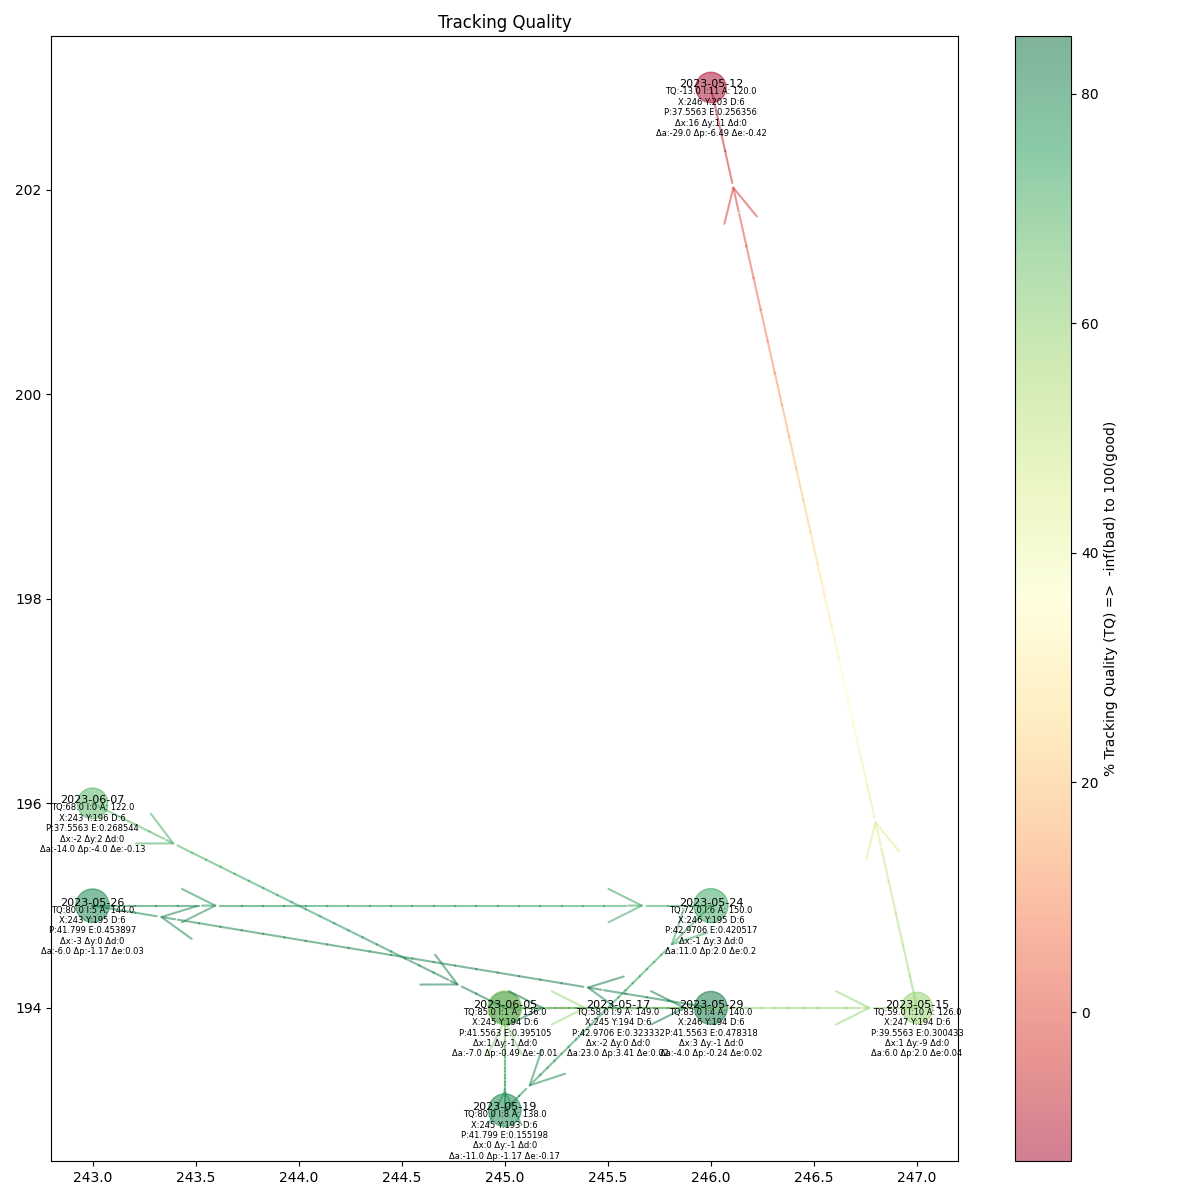 Tracking Quality
2023-05-12
TQ:-13.0 I:11 A: 120.0
X:246 Y:203 D:6
P:37.5563 E:0.256356
Δx:16 Δy:11 Δd:0
Δa:-29.0 Δp:-6.49 Δe:-0.42
2023-06-07
TQ:68.0 I:0 A: 122.0
X:243 Y:196 D:6
P:37.5563 E:0.268544
Δx:-2 Δy:2 Δd:0
Δa:-14.0 Δp:-4.0 Δe:-0.13
2023-05-26
TQ:80.0 I:5 A: 144.0
X:243 Y:195 D:6
P:41.799 E:0.453897
Δx:-3 Δy:0 Δd:0
Δa:-6.0 Δp:-1.17 Δe:0.03
2023-05-24
TQ:72.0 I:6 A: 150.0
X:246 Y:195 D:6
P:42.9706 E:0.420517
Δx:-1 Δy:3 Δd:0
Δa:11.0 Δp:2.0 Δe:0.2
2023-06-05
TQ:85.0 I:1 A: 136.0
X:245 Y:194 D:6
P:41.5563 E:0.395105
Δx:1 Δy:-1 Δd:0
Δa:-7.0 Δp:-0.49 Δe:-0.01
2023-05-17
TQ:58.0 I:9 A: 149.0
X:245 Y:194 D:6
P:42.9706 E:0.323332
Δx:-2 Δy:0 Δd:0
Δa:23.0 Δp:3.41 Δe:0.02
2023-05-29
TQ:83.0 I:4 A: 140.0
X:246 Y:194 D:6
P:41.5563 E:0.478318
Δx:3 Δy:-1 Δd:0
Δa:-4.0 Δp:-0.24 Δe:0.02
2023-05-15
TQ:59.0 I:10 A: 126.0
X:247 Y:194 D:6
P:39.5563 E:0.300433
Δx:1 Δy:-9 Δd:0
Δa:6.0 Δp:2.0 Δe:0.04
2023-05-19
TQ:80.0 I:8 A: 138.0
X:245 Y:193 D:6
P:41.799 E:0.155198
Δx:0 Δy:-1 Δd:0
Δa:-11.0 Δp:-1.17 Δe:-0.17
202
200
198
196
194
243.0
243.5
244.0
244.5
245.0
245.5
246.0
246.5
247.0
80
60
40
20
0
% Tracking Quality (TQ) => -inf(bad) to 100(good)